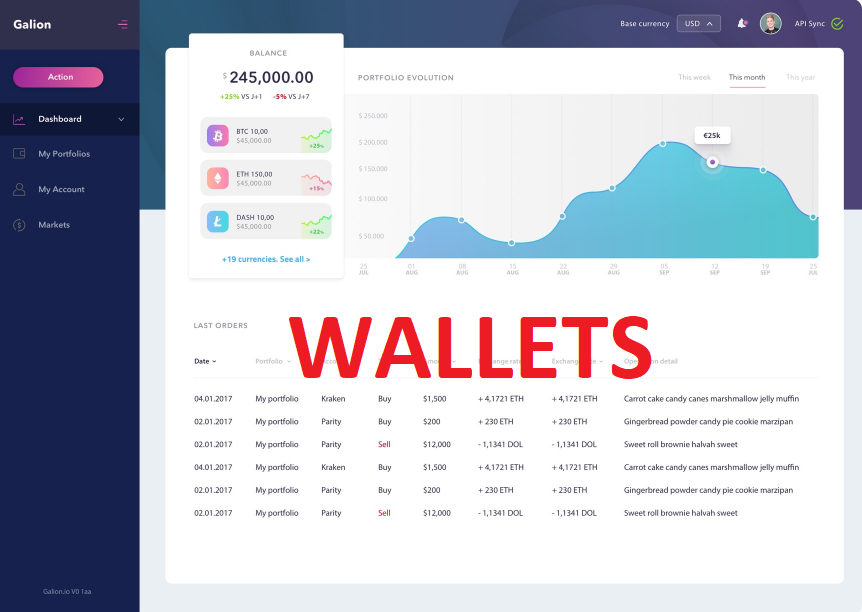 Galion
Base currency
USD
API Sync
Action
Dashboard
My Portfolios
My Account
Markets
Galion.io V0 1aa
BALANCE
$ 245,000.00
+25% VS J+1 -5% VS J+7
BTC 10,00
$45,000.00
+25%
ETH 150,00
$45,000.00
+15%
DASH 10,00
$45,000.00
+22%
+19 currencies. See all >
PORTFOLIO EVOLUTION
This week This month This year
$ 250.000
$ 200.000
$ 150.000
$ 100.000
$ 50.000
€25k
25 01 08 15 22 29 05 12 19 25
JUL AUG AUG AUG AUG AUG SEP SEP SEP JUL
LAST ORDERS
WALLETS
Date Portfolio
04.01.2017 My portfolio Kraken Buy $1,500 + 4,1721 ETH + 4,1721 ETH Carrot cake candy canes marshmallow jelly muffin
02.01.2017 My portfolio Parity Buy $200 + 230 ETH + 230 ETH Gingerbread powder candy pie cookie marzipan
02.01.2017 My portfolio Parity Sell $12,000 - 1,1341 DOL - 1,1341 DOL Sweet roll brownie halvah sweet
04.01.2017 My portfolio Kraken Buy $1,500 + 4,1721 ETH + 4,1721 ETH Carrot cake candy canes marshmallow jelly muffin
02.01.2017 My portfolio Parity Buy $200 + 230 ETH + 230 ETH Gingerbread powder candy pie cookie marzipan
02.01.2017 My portfolio Parity Sell $12,000 - 1,1341 DOL - 1,1341 DOL Sweet roll brownie halvah sweet